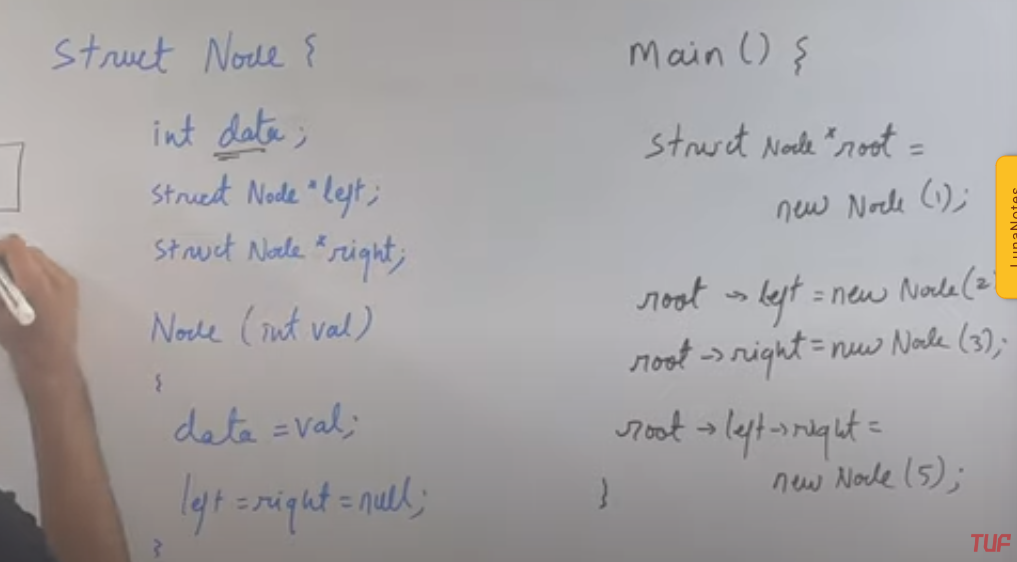 Struct Node {
int data;
struct Node *left;
struct Node *right;
Node (int val)
{
data = val;
left = right = null;
}
Main () {
struct Node *root =
new Node (1);
root → left = new Node (2
root → right = new Node (3);
root → left → right =
new Node (5);
}
LunaNotes
TUF